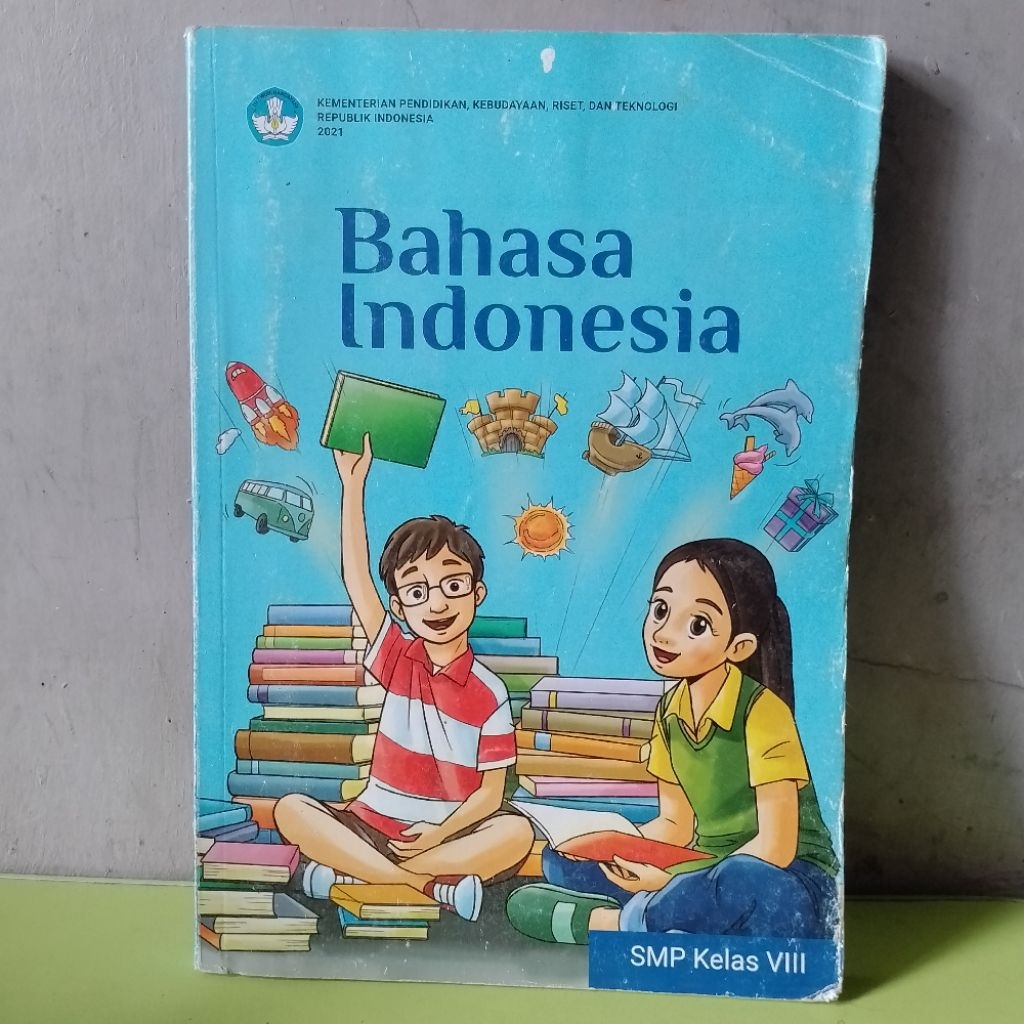 KEMENTERIAN PENDIDIKAN, KEBUDAYAAN, RISET, DAN TEKNOLOGI
REPUBLIK INDONESIA
2021
Bahasa
Indonesia
SMP Kelas VIII